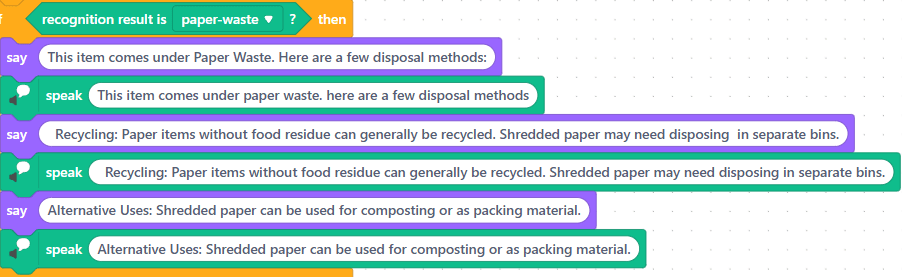 f recognition result is paper-waste ? then
say This item comes under Paper Waste. Here are a few disposal methods:
speak This item comes under paper waste. here are a few disposal methods
say Recycling: Paper items without food residue can generally be recycled. Shredded paper may need disposing in separate bins.
speak Recycling: Paper items without food residue can generally be recycled. Shredded paper may need disposing in separate bins.
say Alternative Uses: Shredded paper can be used for composting or as packing material.
speak Alternative Uses: Shredded paper can be used for composting or as packing material.